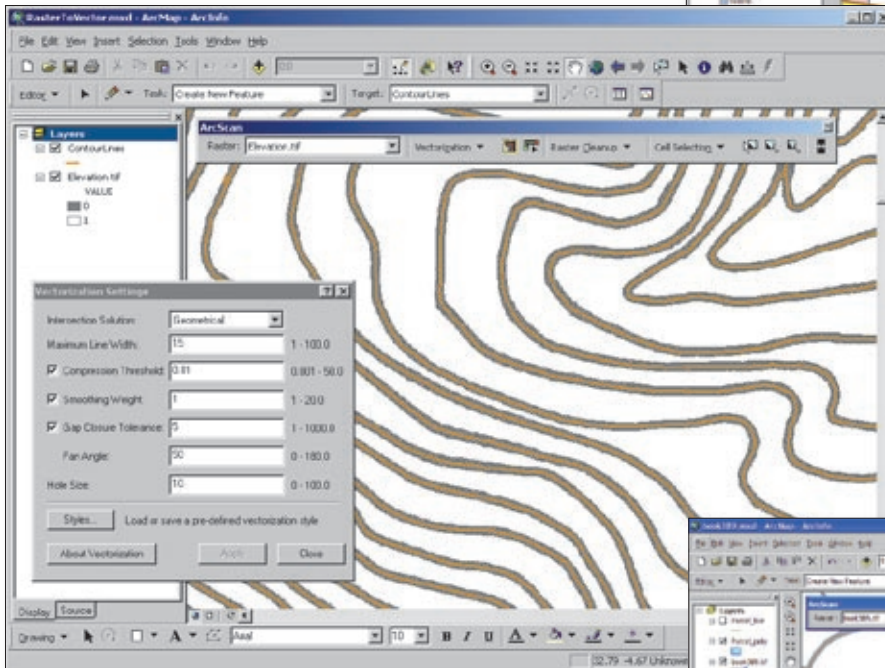 RasterToVector.mxd - ArcMap - ArcInfo
File Edit View Insert Selection Tools Window Help
Editor Task: Create New Feature Target: ContourLines
Layers
ContourLines
Elevation.tif
VALUE
0
1
ArcScan
Raster: Elevation.tif Vectorization Raster Cleanup Cell Selecting
Vectorization Settings
Intersection Solution: Geometrical
Maximum Line Width: 15 1 - 100.0
Compression Threshold: 0.01 0.001 - 50.0
Smoothing Weight: 1 1 - 20.0
Gap Closure Tolerance: 5 1 - 1000.0
Fan Angle: 50 0 - 180.0
Hole Size: 10 0 - 100.0
Styles... Load or save a pre-defined vectorization style
About Vectorization Apply Close
Display Source
Drawing Arial 10 B I U A
32.79 -4.67 Unknown
ArcMap - ArcInfo
File Edit View Insert Selection Tools Window Help
Create New Feature
Layers
ArcScan